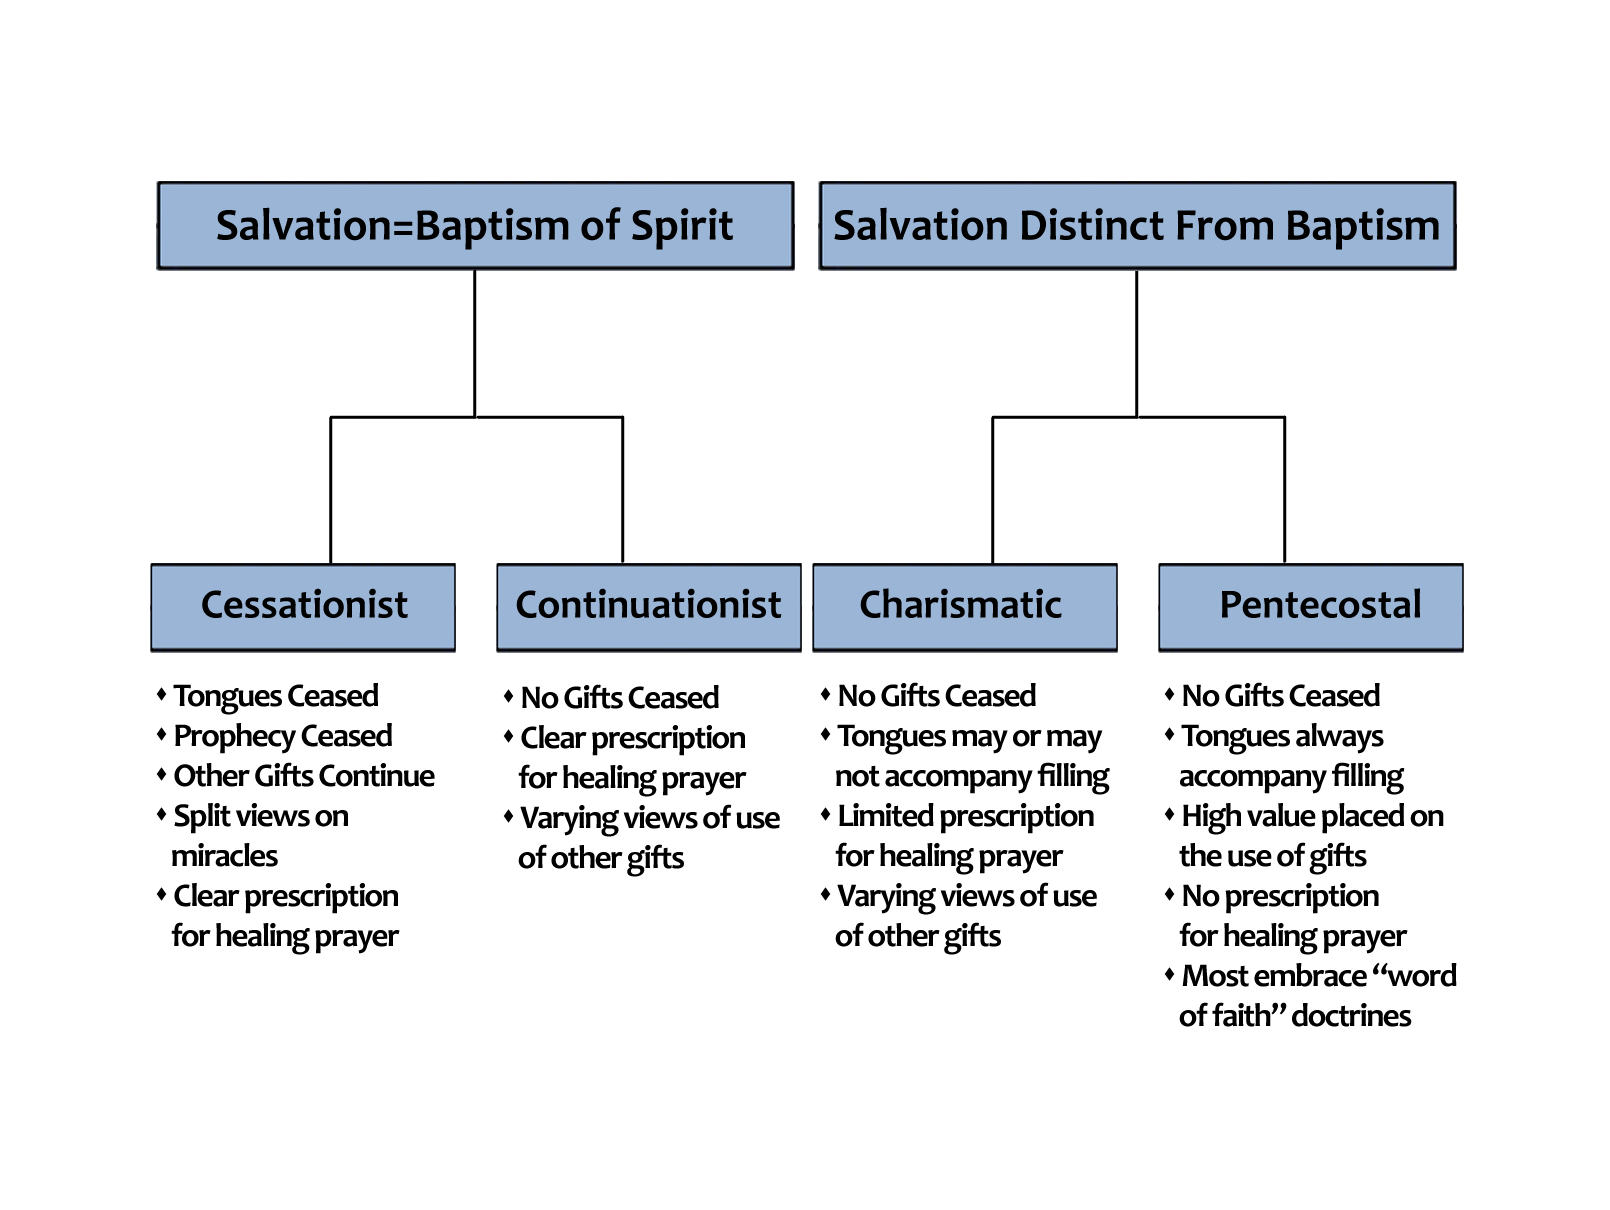 Salvation=Baptism of Spirit
Salvation Distinct From Baptism
Cessationist
Continuationist
Charismatic
Pentecostal
♦ Tongues Ceased
♦ Prophecy Ceased
♦ Other Gifts Continue
♦ Split views on
miracles
♦ Clear prescription
for healing prayer
♦ No Gifts Ceased
♦ Clear prescription
for healing prayer
♦ Varying views of use
of other gifts
♦ No Gifts Ceased
♦ Tongues may or may
not accompany filling
♦ Limited prescription
for healing prayer
♦ Varying views of use
of other gifts
♦ No Gifts Ceased
♦ Tongues always
accompany filling
♦ High value placed on
the use of gifts
♦ No prescription
for healing prayer
♦ Most embrace “word
of faith” doctrines